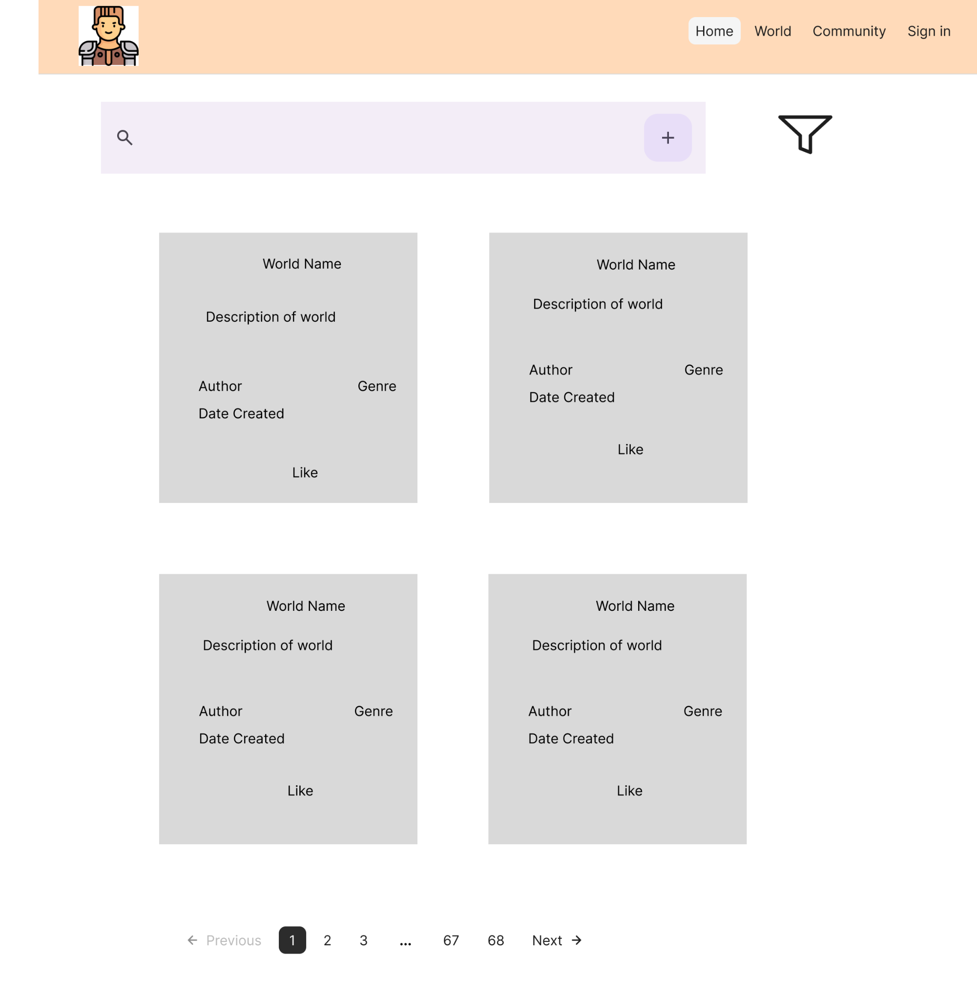 Home World Community Sign in
+
World Name
Description of world
Author Genre
Date Created
Like
World Name
Description of world
Author Genre
Date Created
Like
World Name
Description of world
Author Genre
Date Created
Like
World Name
Description of world
Author Genre
Date Created
Like
← Previous 1 2 3 ... 67 68 Next →